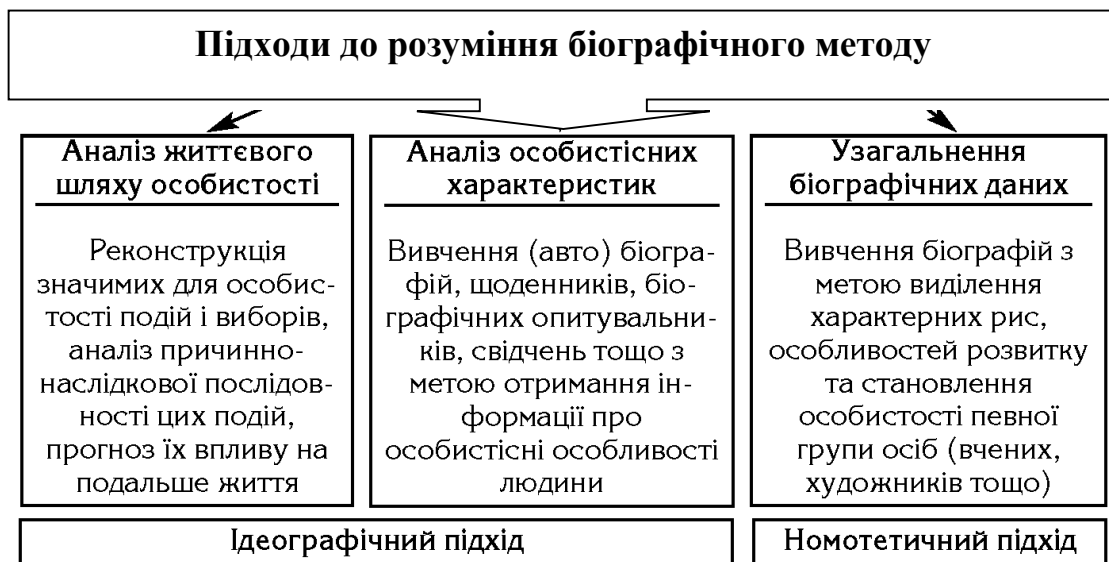 Підходи до розуміння біографічного методу
Аналіз життєвого
шляху особистості
Реконструкція
значимих для особис-
тості подій і виборів,
аналіз причинно-
наслідкової послідов-
ності цих подій,
прогноз їх впливу на
подальше життя
Аналіз особистісних
характеристик
Вивчення (авто) біогра-
фій, щоденників, біо-
графічних опитувальни-
ків, свідчень тощо з
метою отримання ін-
формації про
особистісні особливості
людини
Узагальнення
біографічних даних
Вивчення біографій з
метою виділення
характерних рис,
особливостей розвитку
та становлення
особистості певної
групи осіб (вчених,
художників тощо)
Ідеографічний підхід
Номотетичний підхід